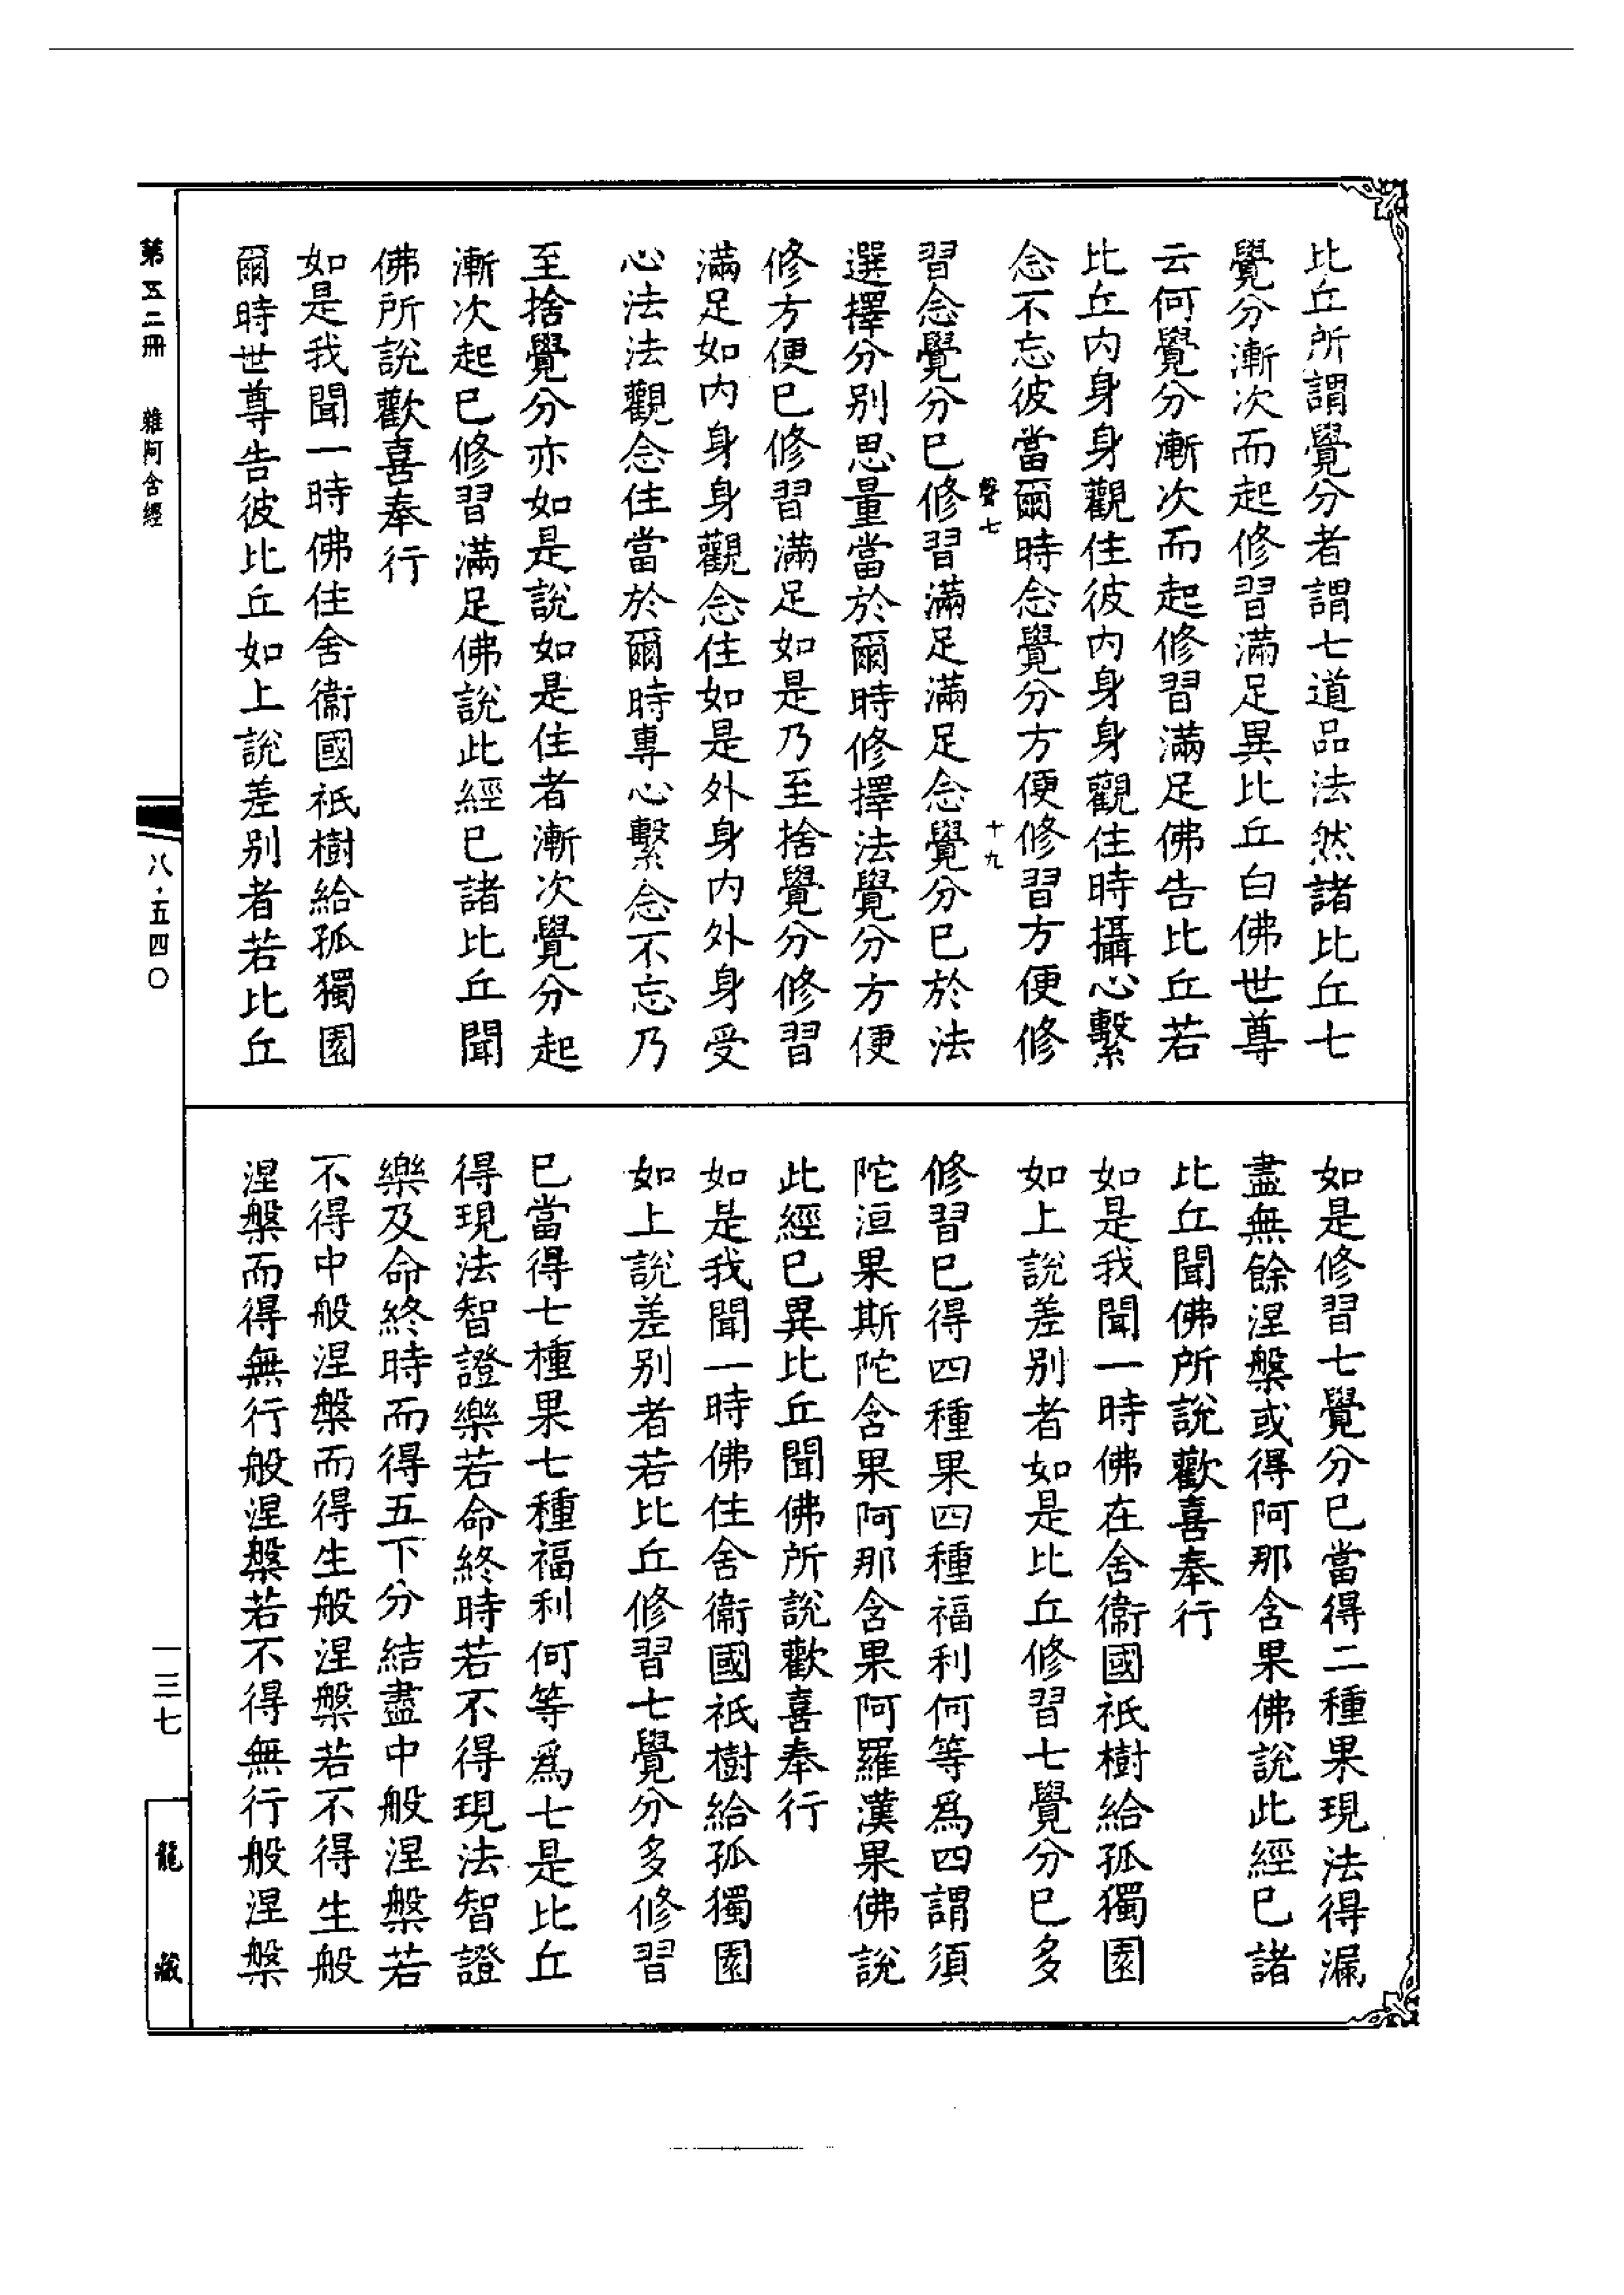 比丘所謂覺分者謂七道品法然諸比丘七
覺分漸次而起修習滿足異比丘白佛世尊
云何覺分漸次而起修習滿足佛告比丘若
比丘内身身觀住彼内身身觀住時攝心繫
念不忘彼當爾時念覺分方便修習方便修
聲七
十九
習念覺分已修習滿足滿足念覺分已於法
選擇分別思量當於爾時修擇法覺分方便
修方便已修習滿足如是乃至捨覺分修習
滿足如内身身觀念住如是外身内外身受
心法法觀念住當於爾時專心繫念不忘乃
至捨覺分亦如是說如是住者漸次覺分起
漸次起已修習滿足佛說此經已諸比丘聞
佛所說歡喜奉行
如是我聞一時佛住舍衞國祇樹給孤獨園
爾時世尊告彼比丘如上說差別者若比丘
如是修習七覺分已當得二種果現法得漏
盡無餘涅槃或得阿那含果佛說此經已諸
比丘聞佛所說歡喜奉行
如是我聞一時佛在舍衞國祇樹給孤獨園
如上說差別者如是比丘修習七覺分已多
修習已得四種果四種福利何等爲四謂須
陀洹果斯陀含果阿那含果阿羅漢果佛說
此經已異比丘聞佛所說歡喜奉行
如是我聞一時佛住舍衞國祇樹給孤獨園
如上說差別者若比丘修習七覺分多修習
已當得七種果七種福利何等爲七是比丘
得現法智證樂若命終時若不得現法智證
樂及命終時而得五下分結盡中般涅槃若
不得中般涅槃而得生般涅槃若不得生般
涅槃而得無行般涅槃若不得無行般涅槃
第五二冊 雜阿含經
八·五四〇
一三七
龍藏